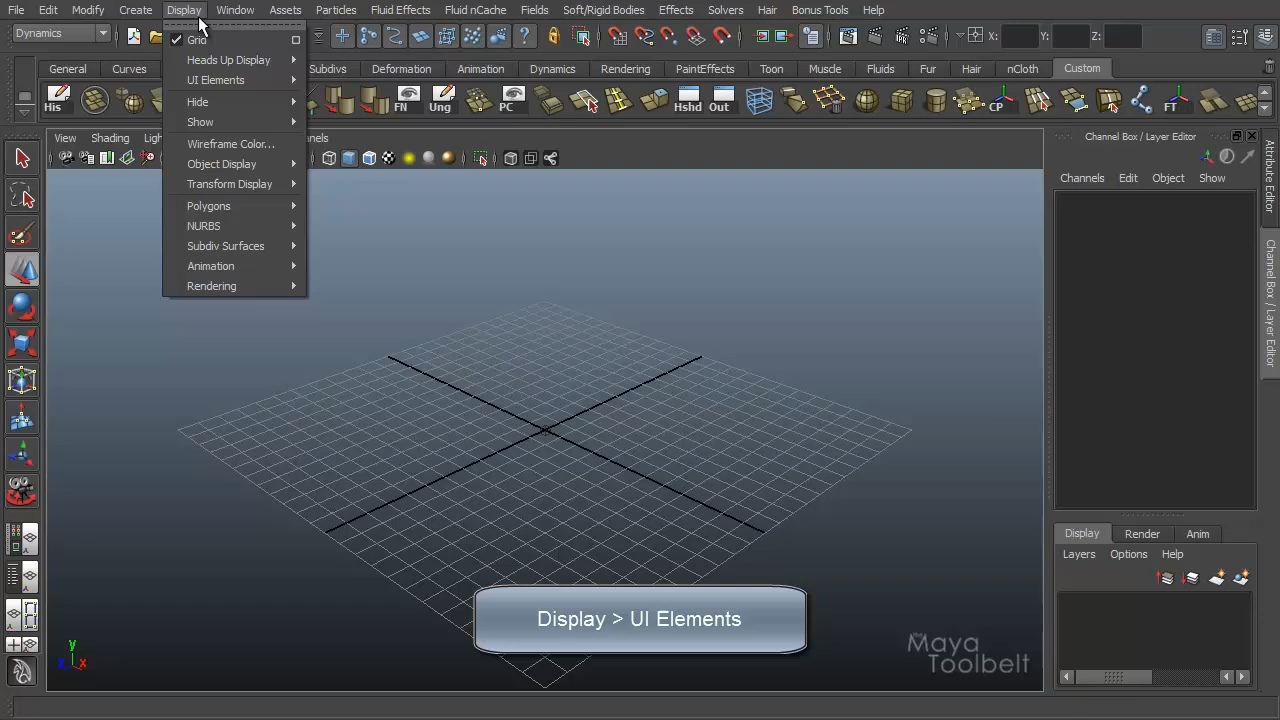 File Edit Modify Create Display Window Assets Particles Fluid Effects Fluid nCache Fields Soft/Rigid Bodies Effects Solvers Hair Bonus Tools Help
Dynamics X: Y: Z:
General Curves Subdivs Deformation Animation Dynamics Rendering PaintEffects Toon Muscle Fluids Fur Hair nCloth Custom
His FN Ung PC Hshd Out CP FT
View Shading Ligh nels
Grid
Heads Up Display
UI Elements
Hide
Show
Wireframe Color...
Object Display
Transform Display
Polygons
NURBS
Subdiv Surfaces
Animation
Rendering
Channel Box / Layer Editor
Channels Edit Object Show
Attribute Editor
Channel Box / Layer Editor
Display Render Anim
Layers Options Help
Display > UI Elements
y
z x
The Maya
Toolbelt